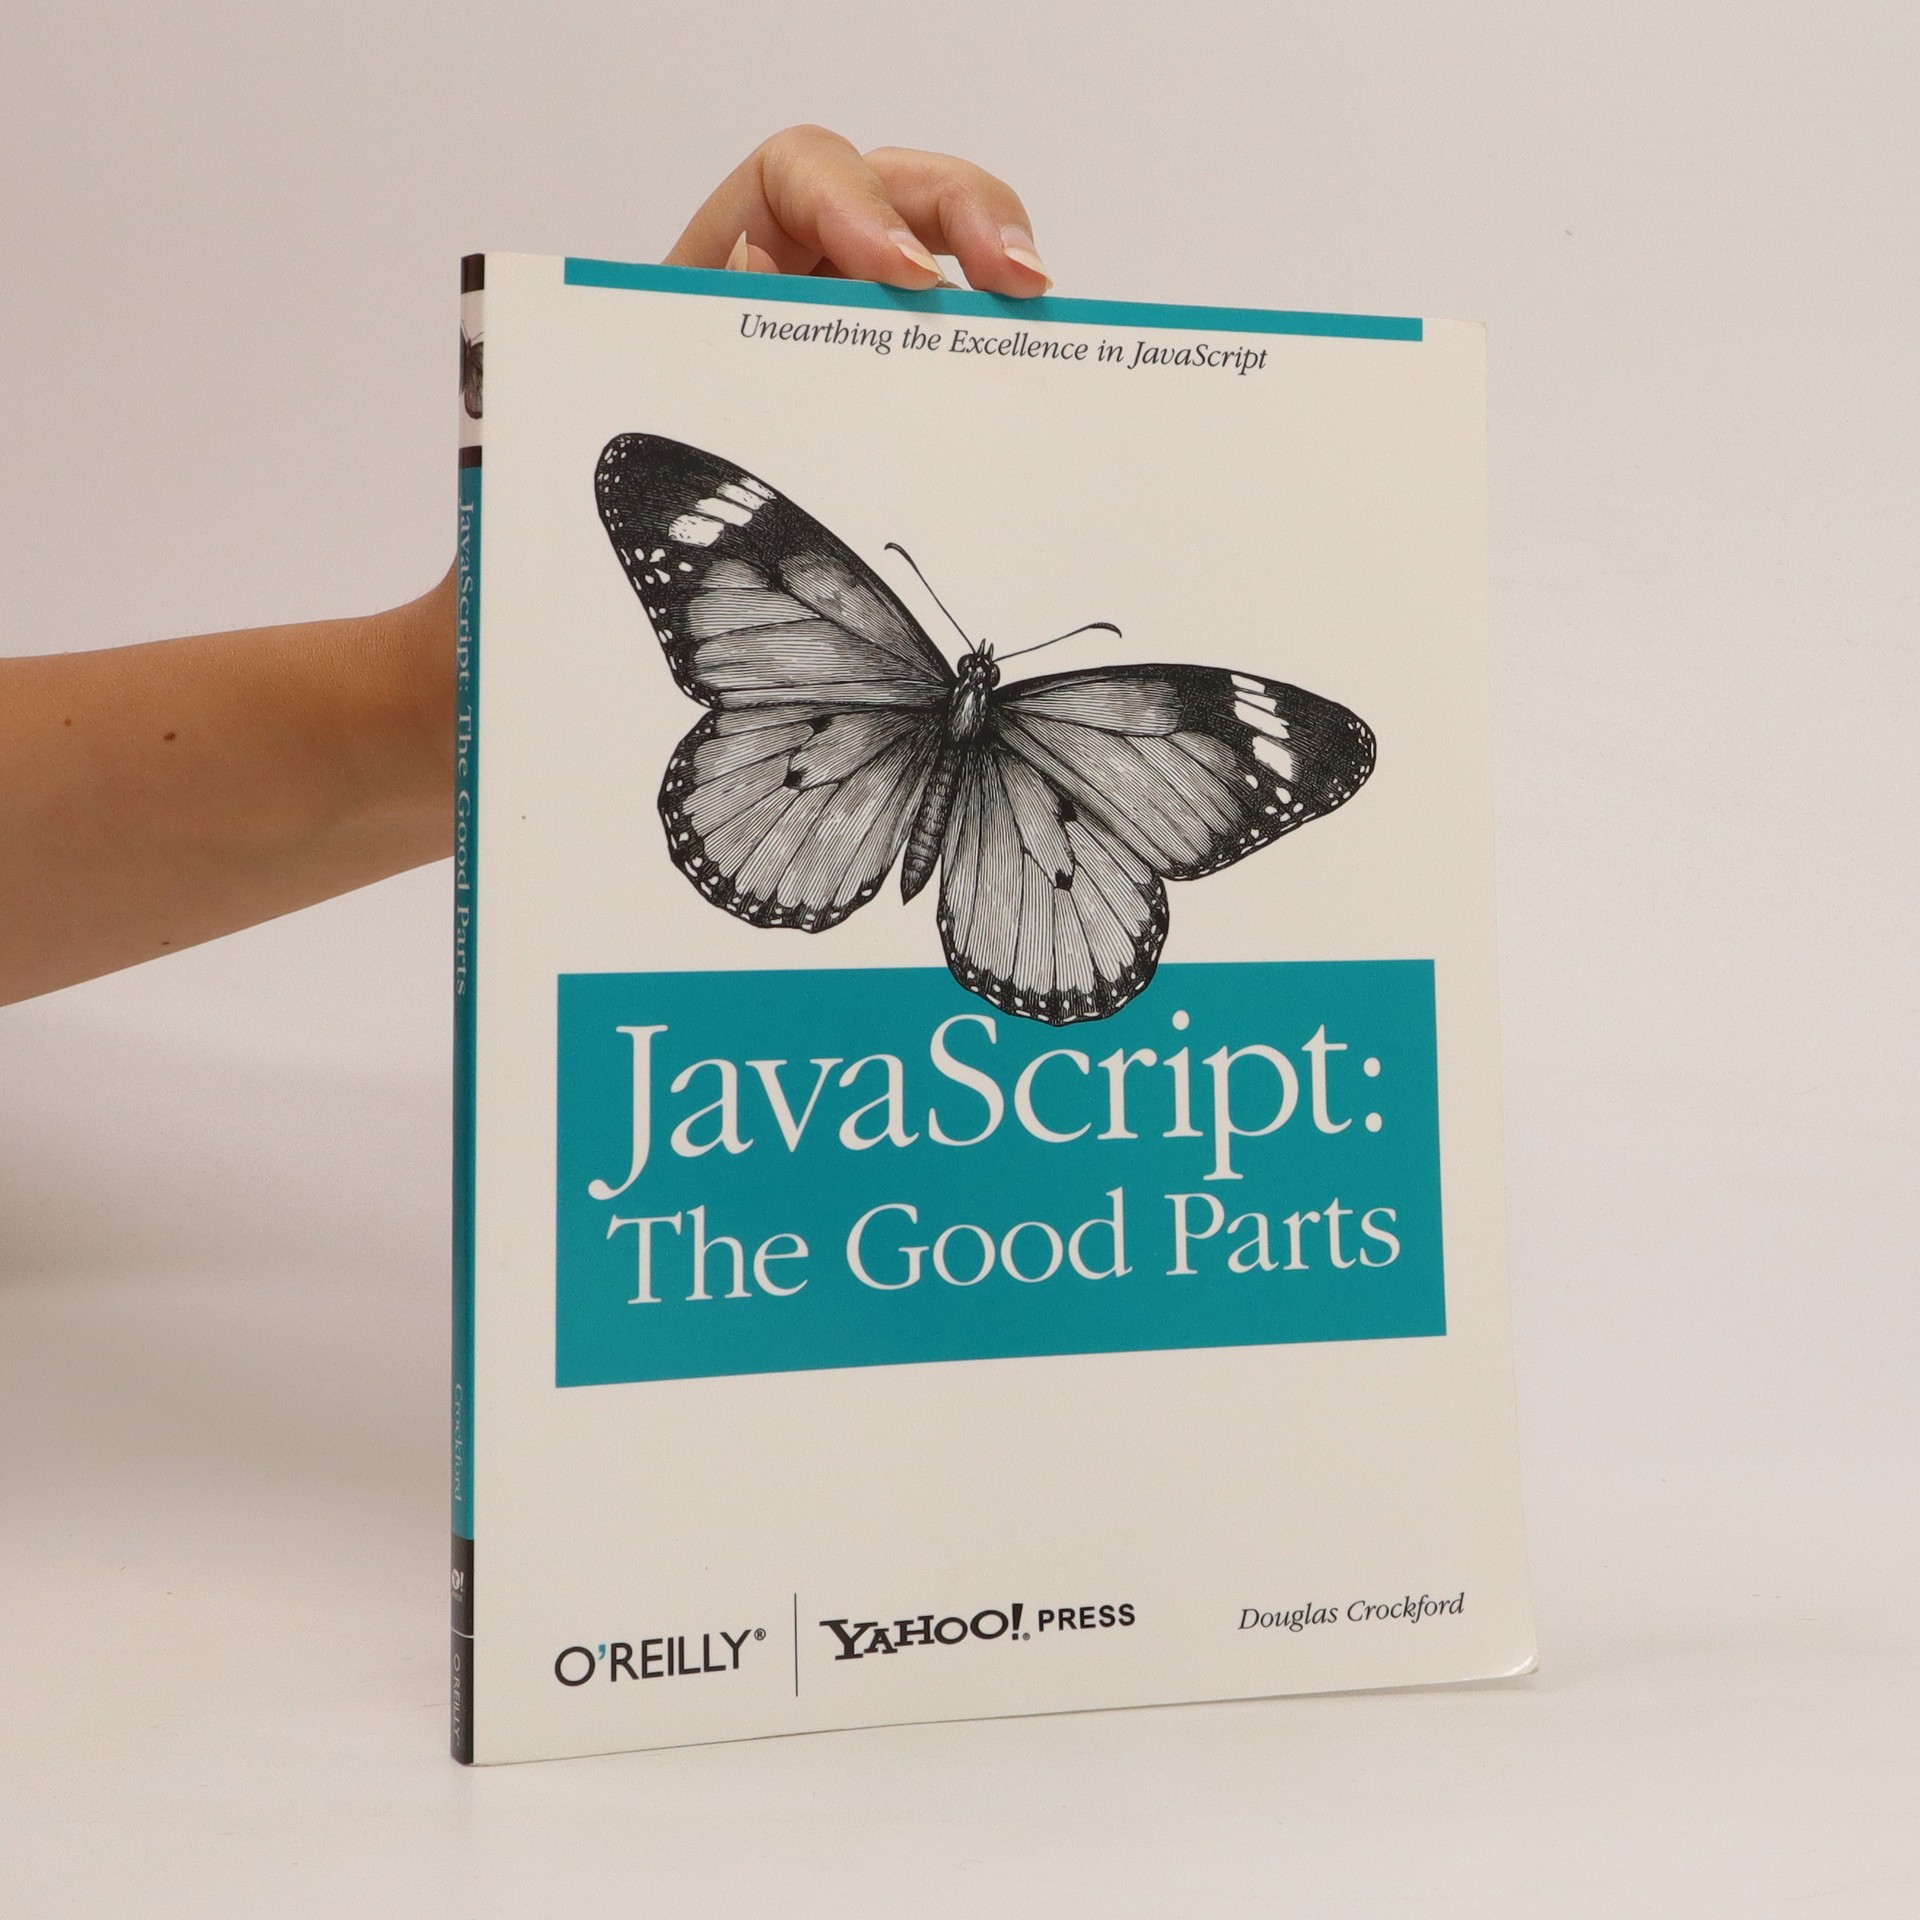 Unearthing the Excellence in JavaScript
JavaScript:
The Good Parts
O'REILLY®
YAHOO!® PRESS
Douglas Crockford
JavaScript: The Good Parts
Crockford
Y!
O'REILLY